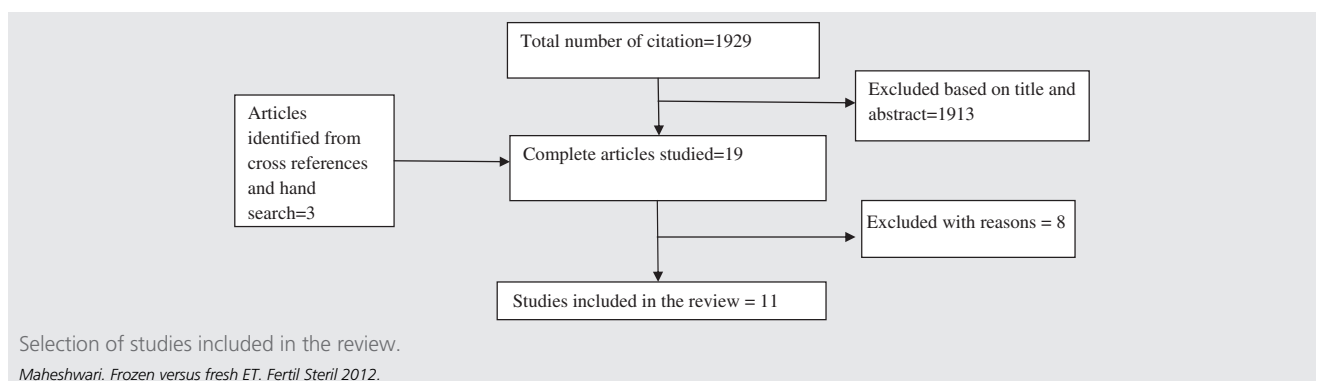 Total number of citation=1929
Excluded based on title and
abstract=1913
Articles
identified from
cross references
and hand
search=3
Complete articles studied=19
Excluded with reasons = 8
Studies included in the review = 11
Selection of studies included in the review.
Maheshwari. Frozen versus fresh ET. Fertil Steril 2012.